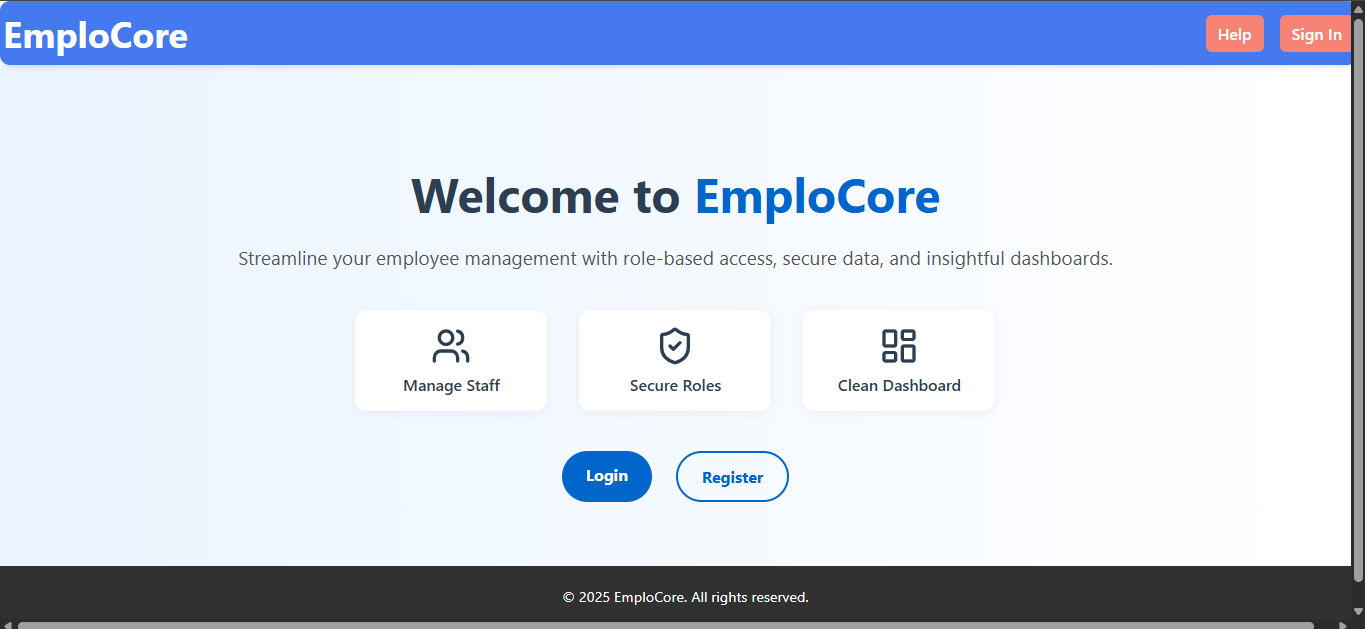 EmploCore
Help
Sign In
Welcome to EmploCore
Streamline your employee management with role-based access, secure data, and insightful dashboards.
Manage Staff
Secure Roles
Clean Dashboard
Login
Register
© 2025 EmploCore. All rights reserved.